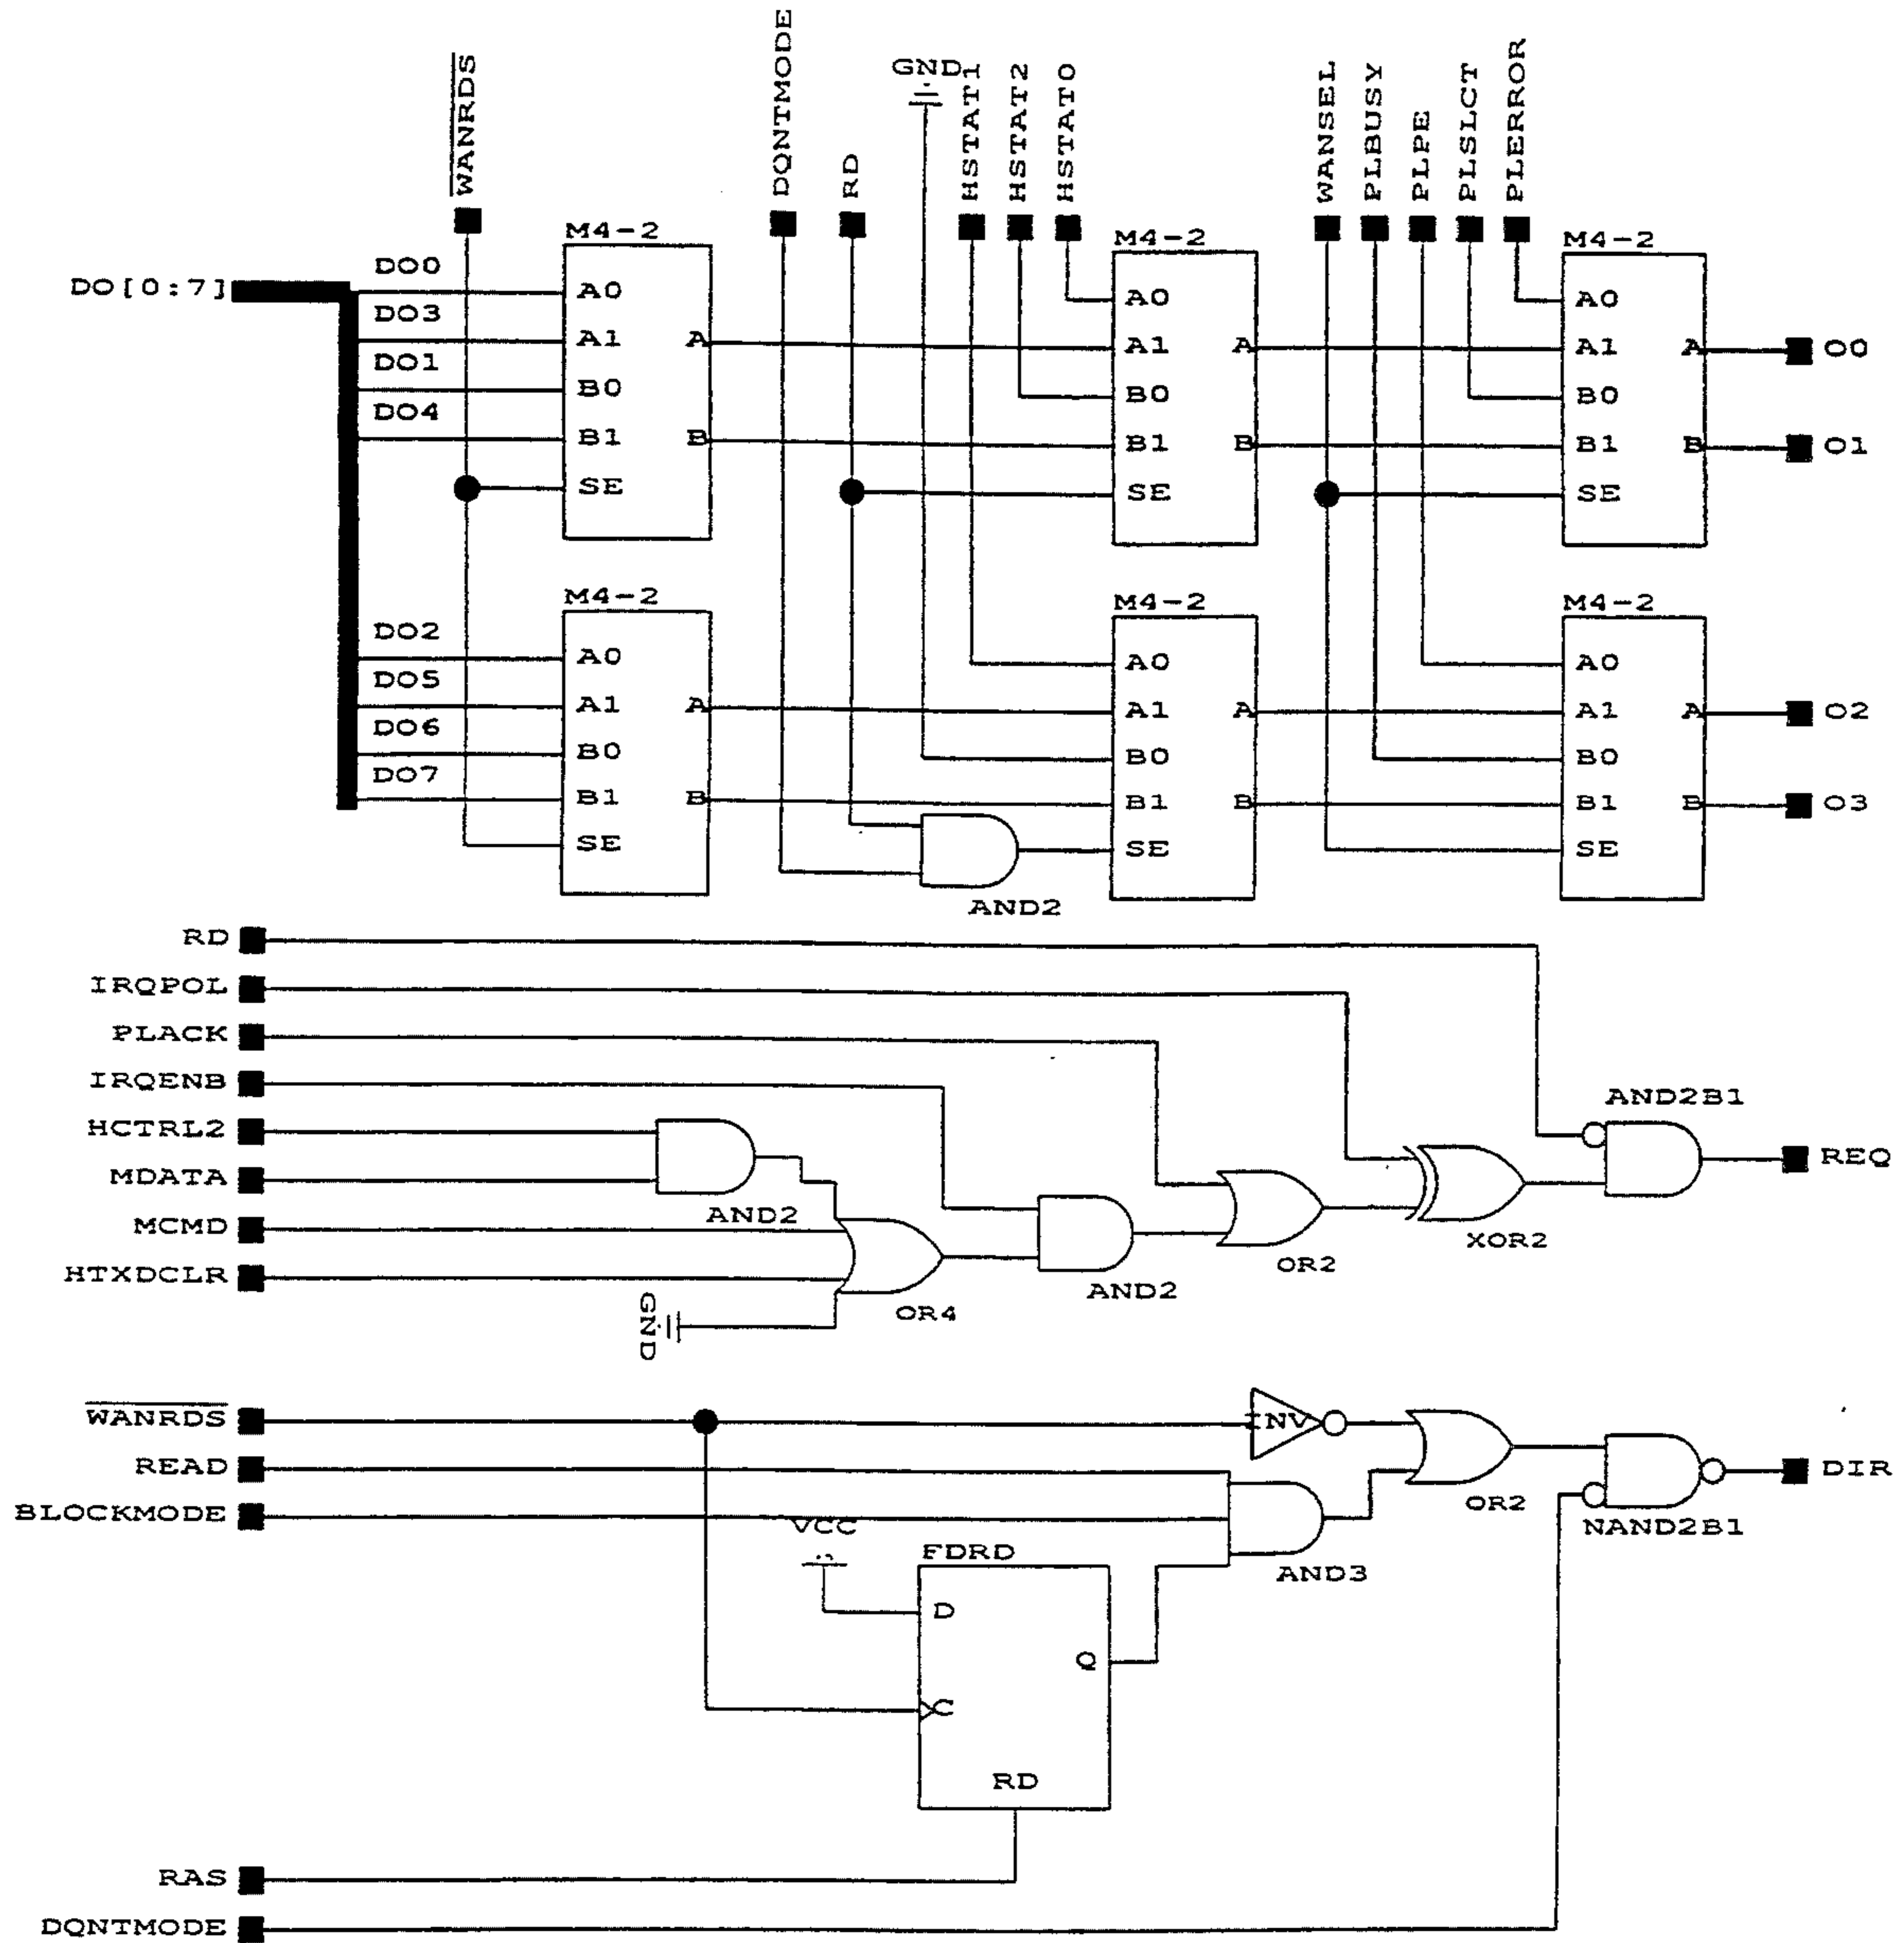 WANRDS
DQNTMODE
RD
GND
HSTAT1
HSTAT2
HSTAT0
WANSEL
PLBUSY
PLPE
PLSLCT
PLERROR
DO[0:7]
DO0
DO3
DO1
DO4
M4-2
A0
A1
B0
B1
SE
A
B
M4-2
A0
A1
B0
B1
SE
A
B
M4-2
A0
A1
B0
B1
SE
A
B
O0
O1
DO2
DO5
DO6
DO7
M4-2
A0
A1
B0
B1
SE
A
B
AND2
M4-2
A0
A1
B0
B1
SE
A
B
M4-2
A0
A1
B0
B1
SE
A
B
O2
O3
RD
IRQPOL
PLACK
IRQENB
HCTRL2
MDATA
MCMD
HTXDCLR
AND2
GND
OR4
AND2
OR2
XOR2
AND2B1
REQ
WANRDS
READ
BLOCKMODE
INV
VCC
FDRD
D
Q
C
RD
AND3
OR2
NAND2B1
DIR
RAS
DQNTMODE